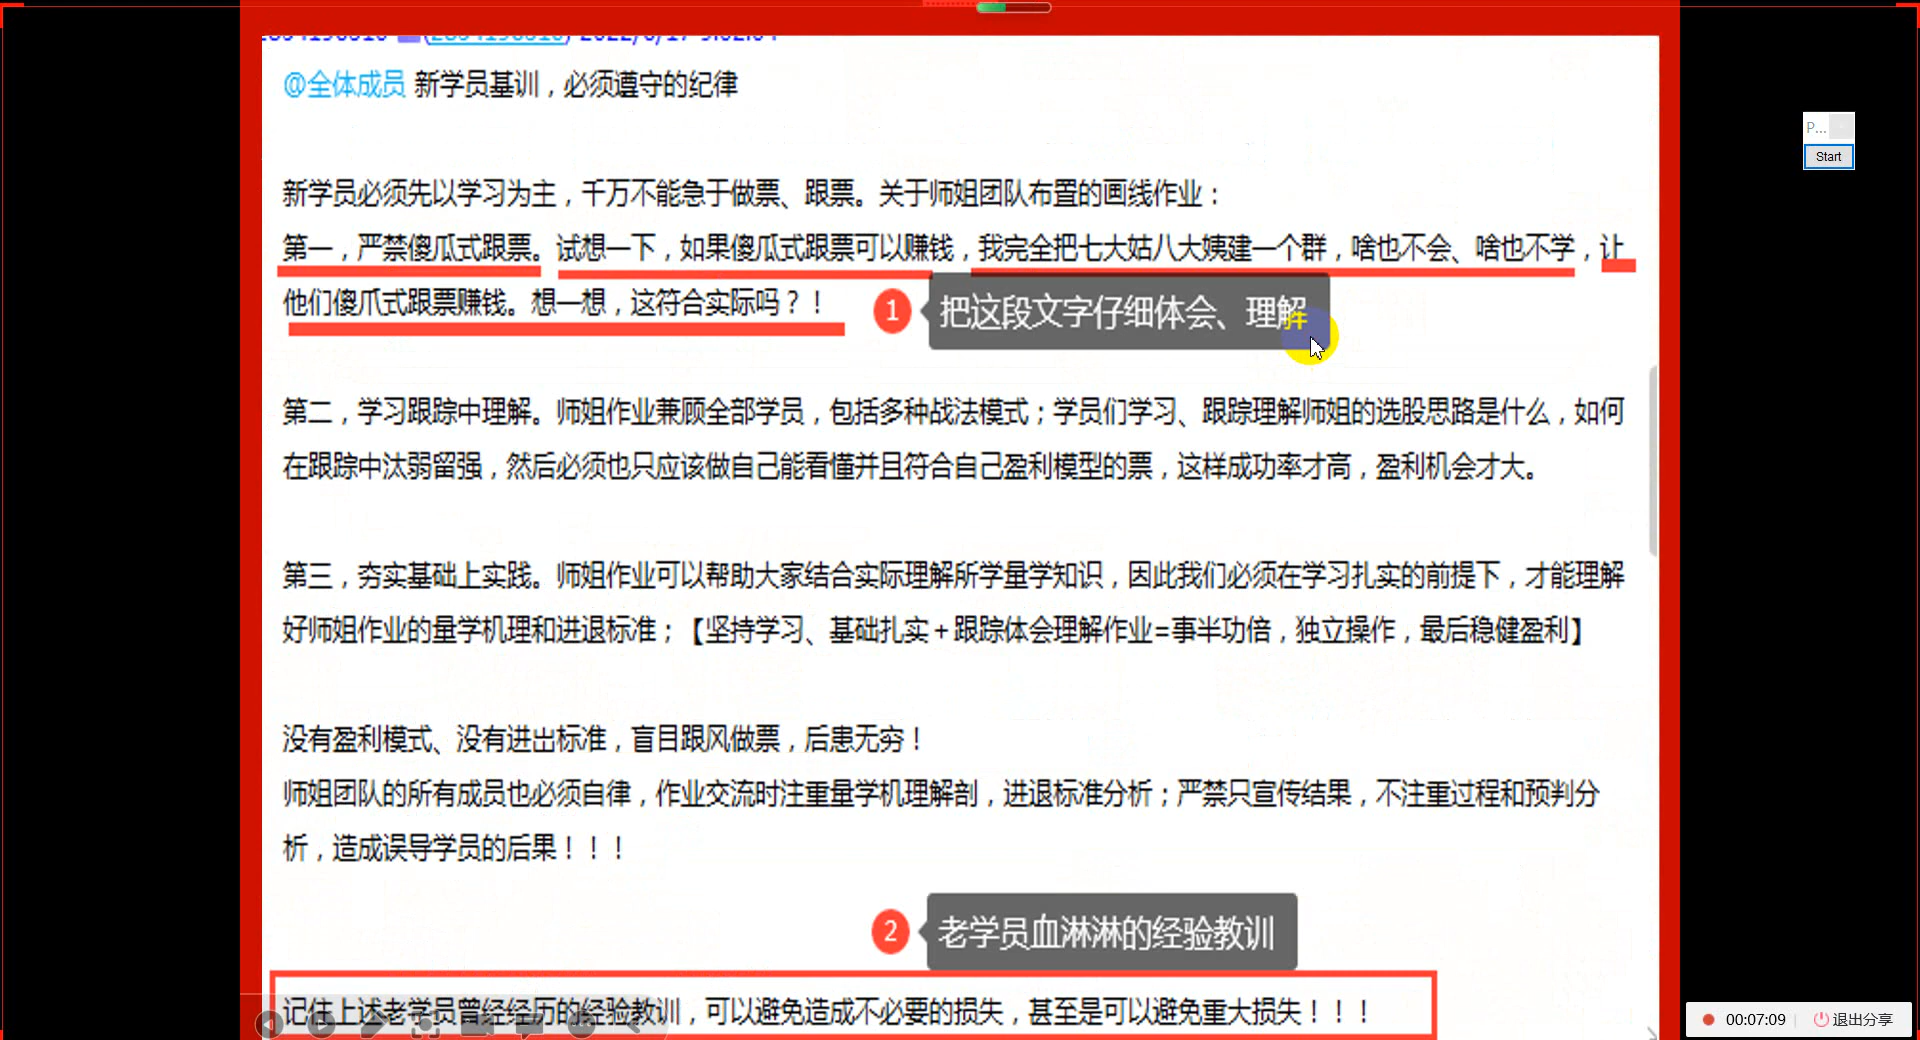 @全体成员 新学员基训，必须遵守的纪律
P...
Start
新学员必须先以学习为主，千万不能急于做票、跟票。关于师姐团队布置的画线作业：
第一，严禁傻瓜式跟票。试想一下，如果傻瓜式跟票可以赚钱，我完全把七大姑八大姨建一个群，啥也不会、啥也不学，让
他们傻爪式跟票赚钱。想一想，这符合实际吗？！
1 把这段文字仔细体会、理解
第二，学习跟踪中理解。师姐作业兼顾全部学员，包括多种战法模式；学员们学习、跟踪理解师姐的选股思路是什么，如何
在跟踪中汰弱留强，然后必须也只应该做自己能看懂并且符合自己盈利模型的票，这样成功率才高，盈利机会才大。
第三，夯实基础上实践。师姐作业可以帮助大家结合实际理解所学量学知识，因此我们必须在学习扎实的前提下，才能理解
好师姐作业的量学机理和进退标准；【坚持学习、基础扎实+跟踪体会理解作业=事半功倍，独立操作，最后稳健盈利】
没有盈利模式、没有进出标准，盲目跟风做票，后患无穷！
师姐团队的所有成员也必须自律，作业交流时注重量学机理解剖，进退标准分析；严禁只宣传结果，不注重过程和预判分
析，造成误导学员的后果！！！
2 老学员血淋淋的经验教训
记住上述老学员曾经经历的经验教训，可以避免造成不必要的损失，甚至是可以避免重大损失！！！
00:07:09 退出分享